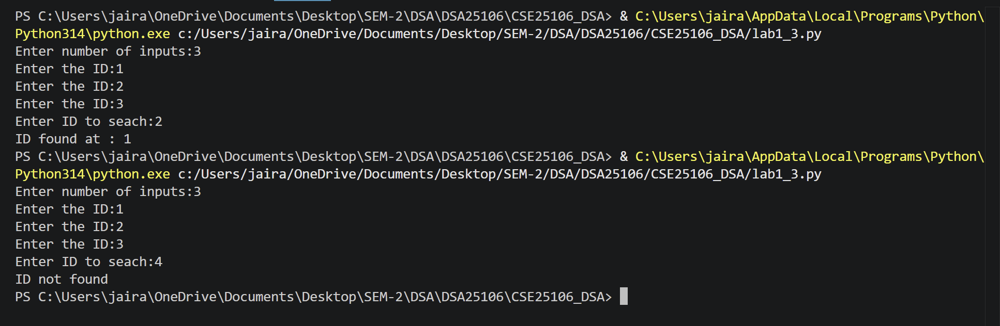 PS C:\Users\jaira\OneDrive\Documents\Desktop\SEM-2\DSA\DSA25106\CSE25106_DSA> & C:\Users\jaira\AppData\Local\Programs\Python\
Python314\python.exe c:/Users/jaira/OneDrive/Documents/Desktop/SEM-2/DSA/DSA25106/CSE25106_DSA/lab1_3.py
Enter number of inputs:3
Enter the ID:1
Enter the ID:2
Enter the ID:3
Enter ID to seach:2
ID found at : 1
PS C:\Users\jaira\OneDrive\Documents\Desktop\SEM-2\DSA\DSA25106\CSE25106_DSA> & C:\Users\jaira\AppData\Local\Programs\Python\
Python314\python.exe c:/Users/jaira/OneDrive/Documents/Desktop/SEM-2/DSA/DSA25106/CSE25106_DSA/lab1_3.py
Enter number of inputs:3
Enter the ID:1
Enter the ID:2
Enter the ID:3
Enter ID to seach:4
ID not found
PS C:\Users\jaira\OneDrive\Documents\Desktop\SEM-2\DSA\DSA25106\CSE25106_DSA>